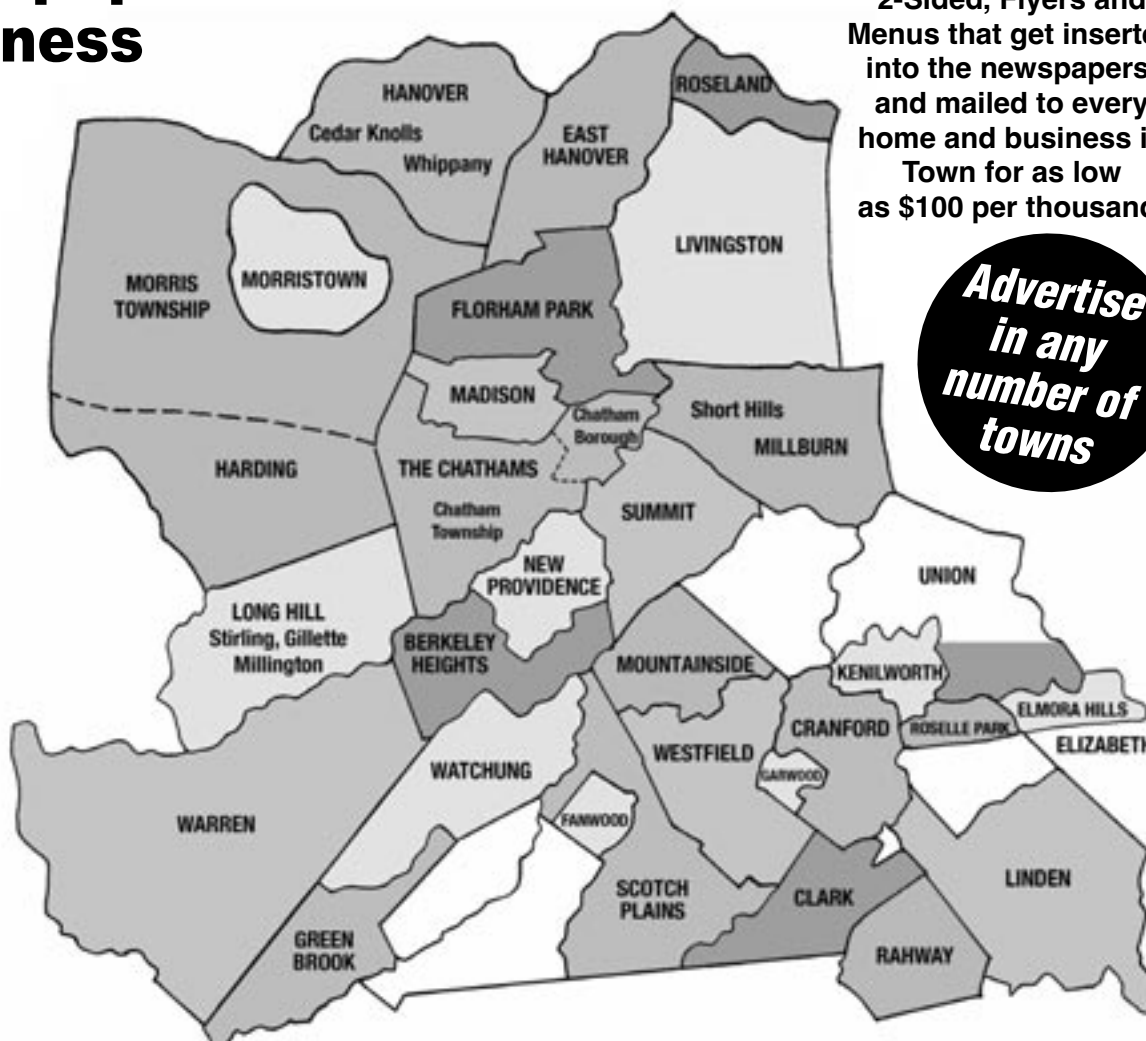 ness
2-Sided, Flyers and
Menus that get inserte
into the newspapers
and mailed to every
home and business i
Town for as low
as $100 per thousand
Advertise
in any
number of
towns
HANOVER
Cedar Knolls
Whippany
EAST
HANOVER
ROSELAND
LIVINGSTON
MORRIS
TOWNSHIP
MORRISTOWN
FLORHAM PARK
MADISON
Chatham
Borough
Short Hills
MILLBURN
HARDING
THE CHATHAMS
Chatham
Township
SUMMIT
NEW
PROVIDENCE
UNION
LONG HILL
Stirling, Gillette
Millington
BERKELEY
HEIGHTS
MOUNTAINSIDE
KENILWORTH
ELMORA HILLS
ROSELLE PARK
CRANFORD
ELIZABETH
WESTFIELD
GARWOOD
WATCHUNG
WARREN
FANWOOD
SCOTCH
PLAINS
CLARK
LINDEN
GREEN
BROOK
RAHWAY